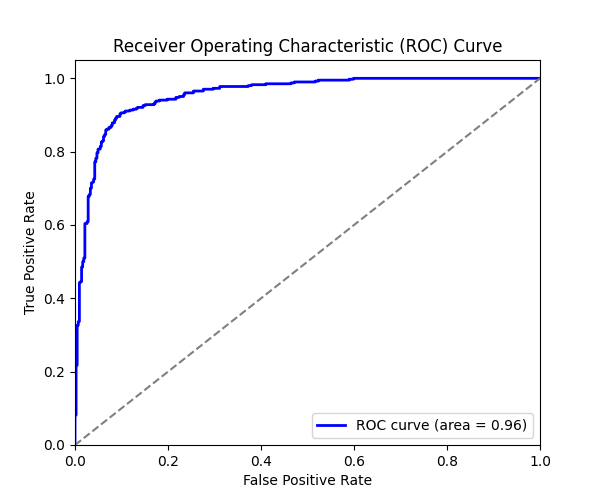 Receiver Operating Characteristic (ROC) Curve
True Positive Rate
1.0
0.8
0.6
0.4
0.2
0.0
ROC curve (area = 0.96)
0.0 0.2 0.4 0.6 0.8 1.0
False Positive Rate